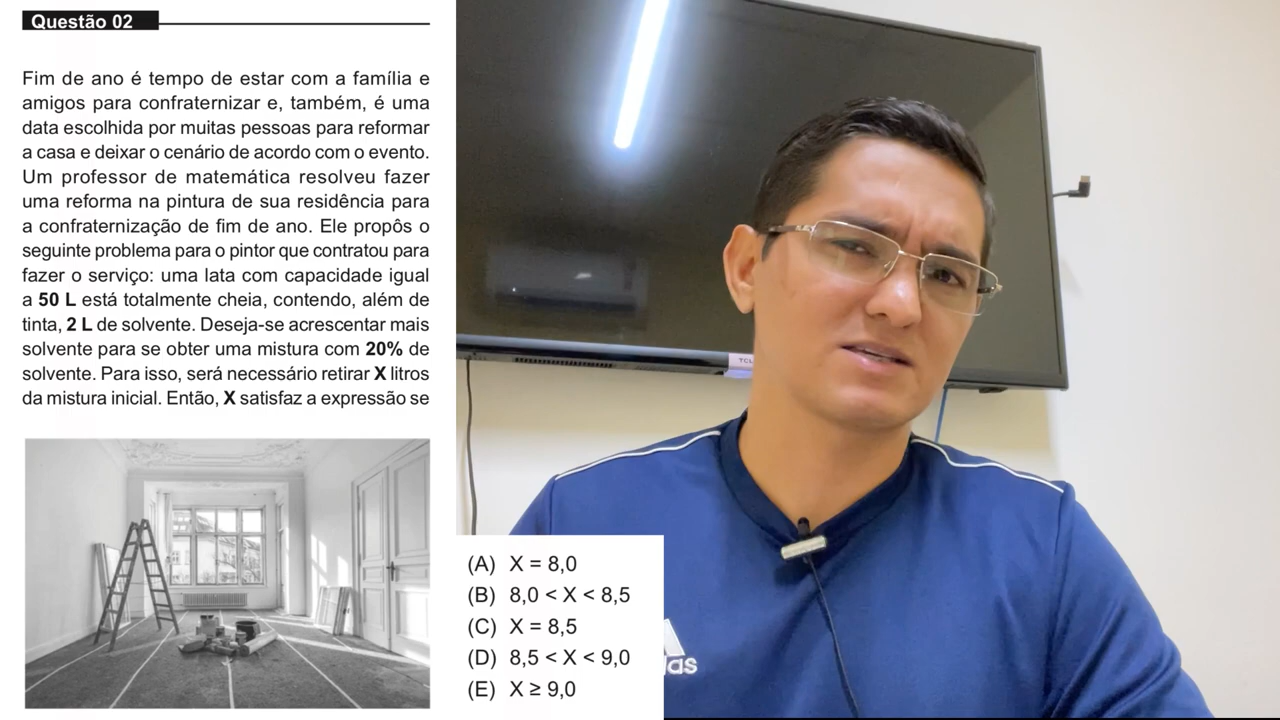 Questão 02
Fim de ano é tempo de estar com a família e
amigos para confraternizar e, também, é uma
data escolhida por muitas pessoas para reformar
a casa e deixar o cenário de acordo com o evento.
Um professor de matemática resolveu fazer
uma reforma na pintura de sua residência para
a confraternização de fim de ano. Ele propôs o
seguinte problema para o pintor que contratou para
fazer o serviço: uma lata com capacidade igual
a 50 L está totalmente cheia, contendo, além de
tinta, 2 L de solvente. Deseja-se acrescentar mais
solvente para se obter uma mistura com 20% de
solvente. Para isso, será necessário retirar X litros
da mistura inicial. Então, X satisfaz a expressão se
(A) X = 8,0
(B) 8,0 < X < 8,5
(C) X = 8,5
(D) 8,5 < X < 9,0
(E) X ≥ 9,0
TCL
das